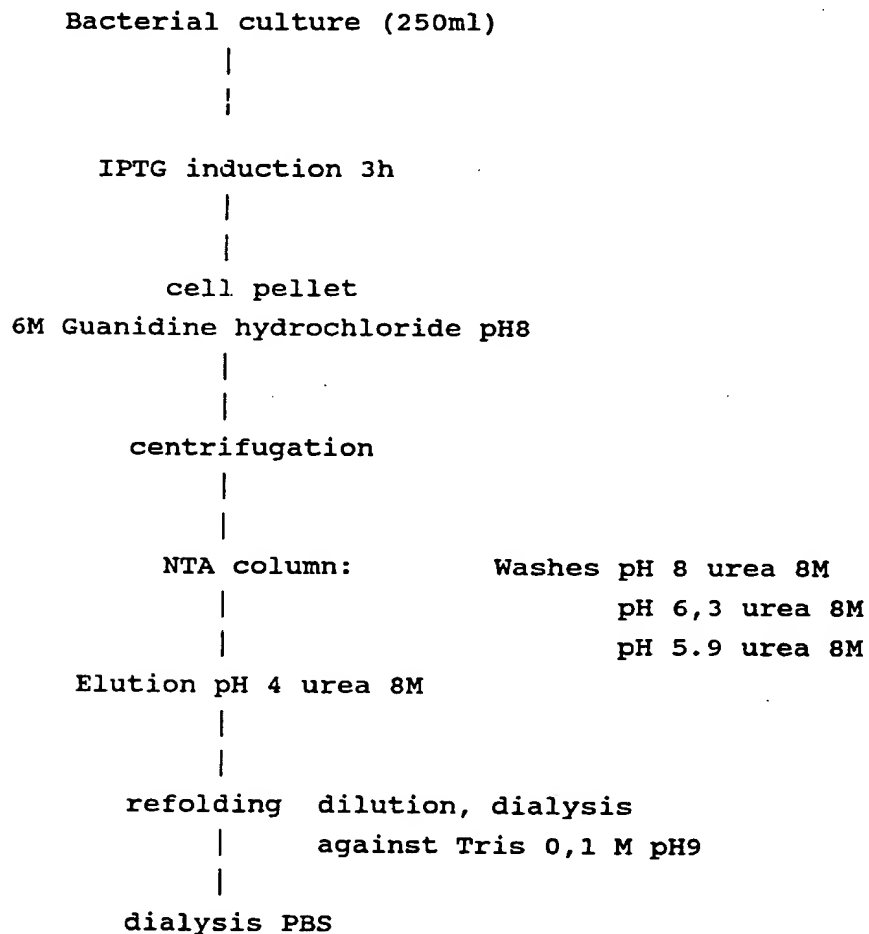 Bacterial culture (250ml)
IPTG induction 3h
cell pellet
6M Guanidine hydrochloride pH8
centrifugation
NTA column: Washes pH 8 urea 8M
pH 6,3 urea 8M
pH 5.9 urea 8M
Elution pH 4 urea 8M
refolding dilution, dialysis
against Tris 0,1 M pH9
dialysis PBS